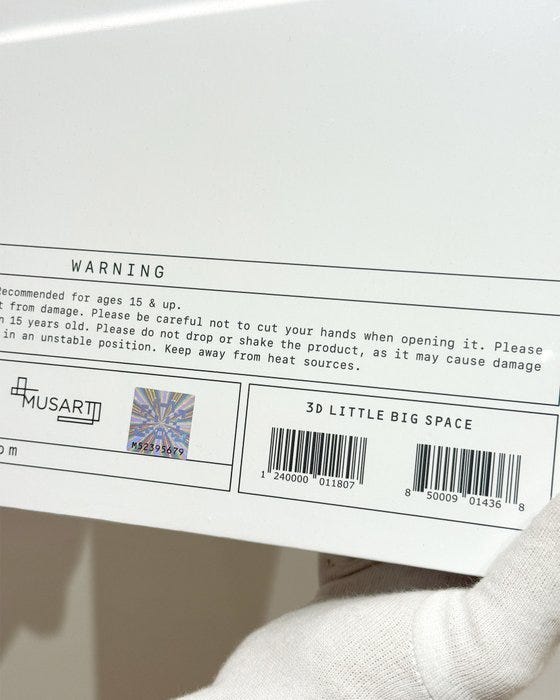 WARNING
Recommended for ages 15 & up.
t from damage. Please be careful not to cut your hands when opening it. Please
n 15 years old. Please do not drop or shake the product, as it may cause damage
in an unstable position. Keep away from heat sources.
MUSART
M52395679
om
3D LITTLE BIG SPACE
1 240000 011807
8 50009 01436 8